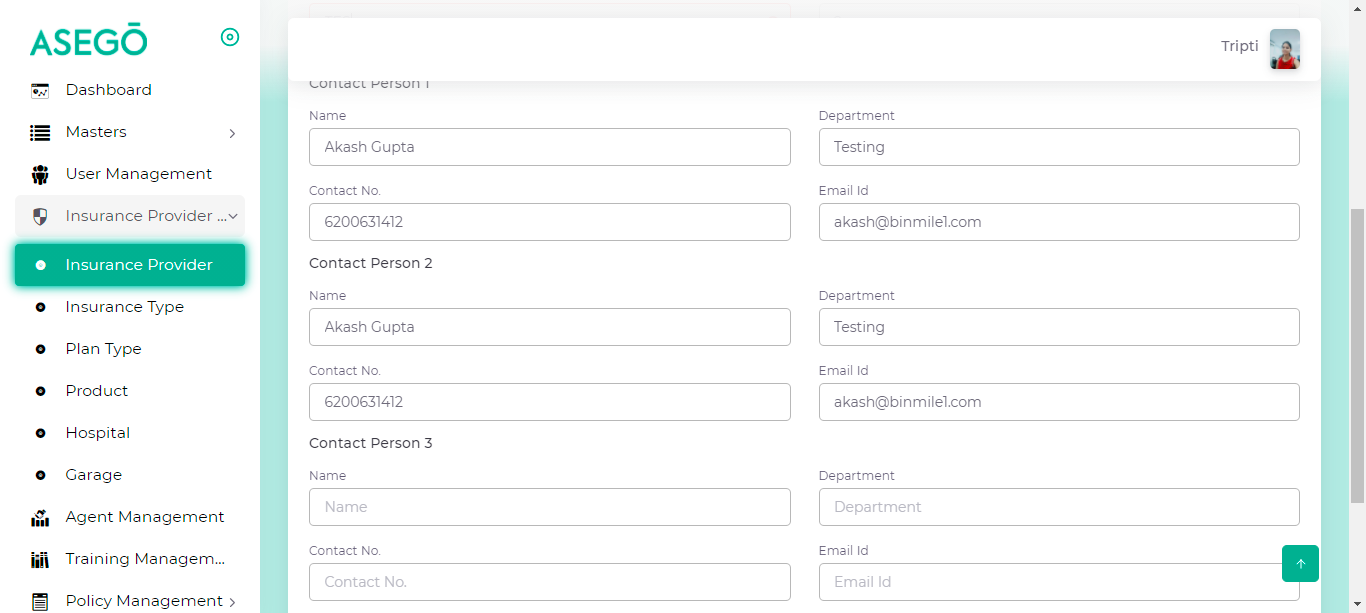 ASEGŌ
Dashboard
Masters
User Management
Insurance Provider ...
Insurance Provider
Insurance Type
Plan Type
Product
Hospital
Garage
Agent Management
Training Managem...
Policy Management
Tripti
Contact Person 1
Name
Department
Akash Gupta
Testing
Contact No.
Email Id
6200631412
akash@binmile1.com
Contact Person 2
Name
Department
Akash Gupta
Testing
Contact No.
Email Id
6200631412
akash@binmile1.com
Contact Person 3
Name
Department
Name
Department
Contact No.
Email Id
Contact No.
Email Id